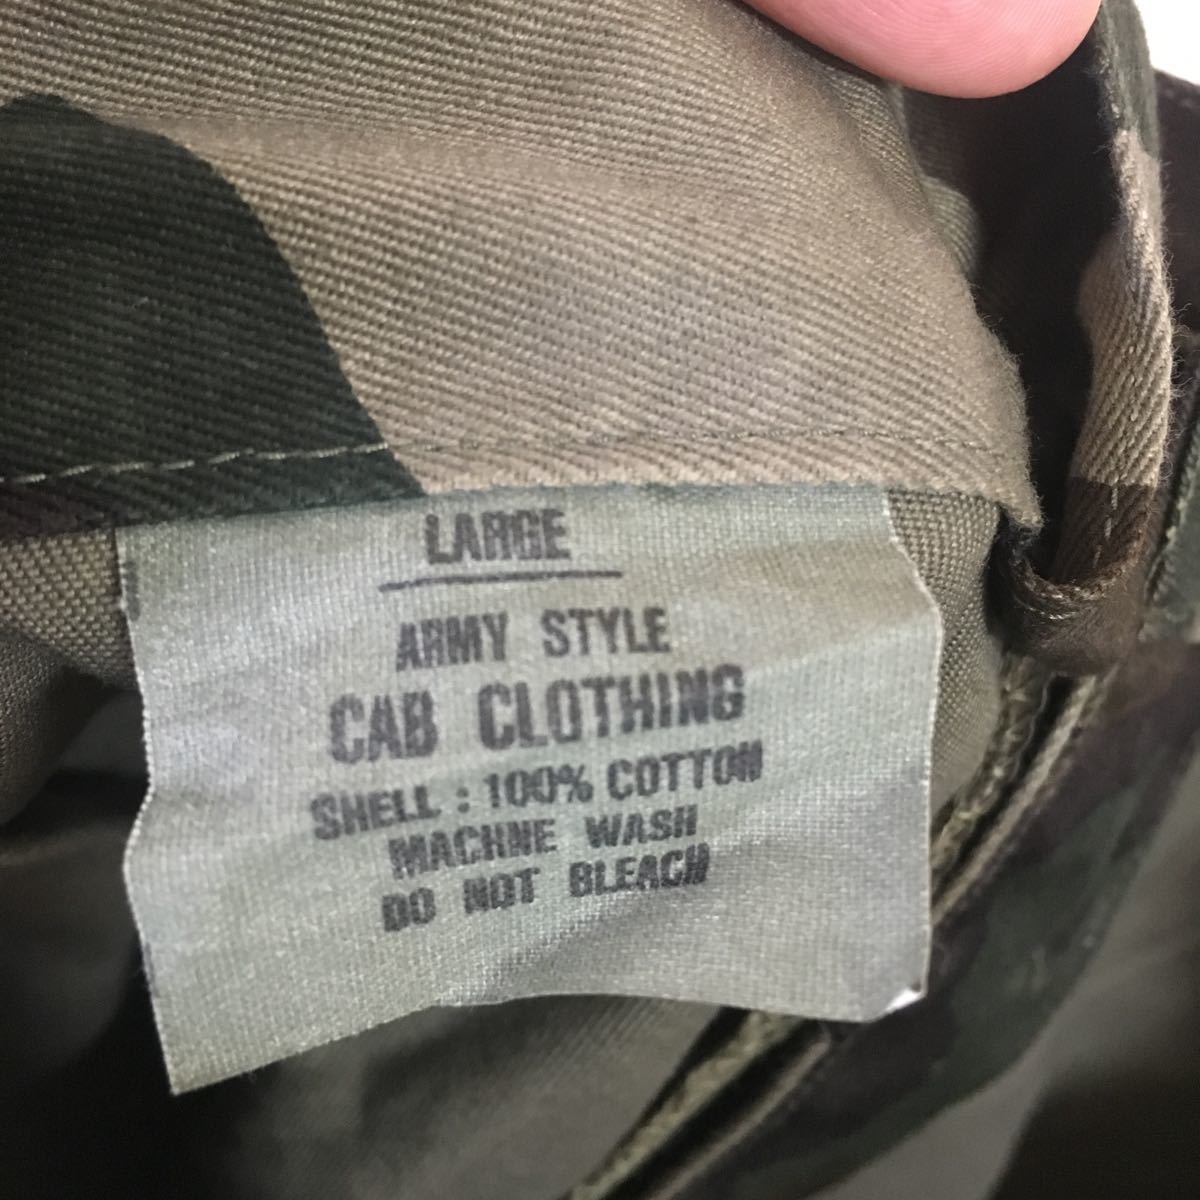 LARGE
ARMY STYLE
CAB CLOTHING
SHELL : 100% COTTON
MACHNE WASH
DO NOT BLEACH